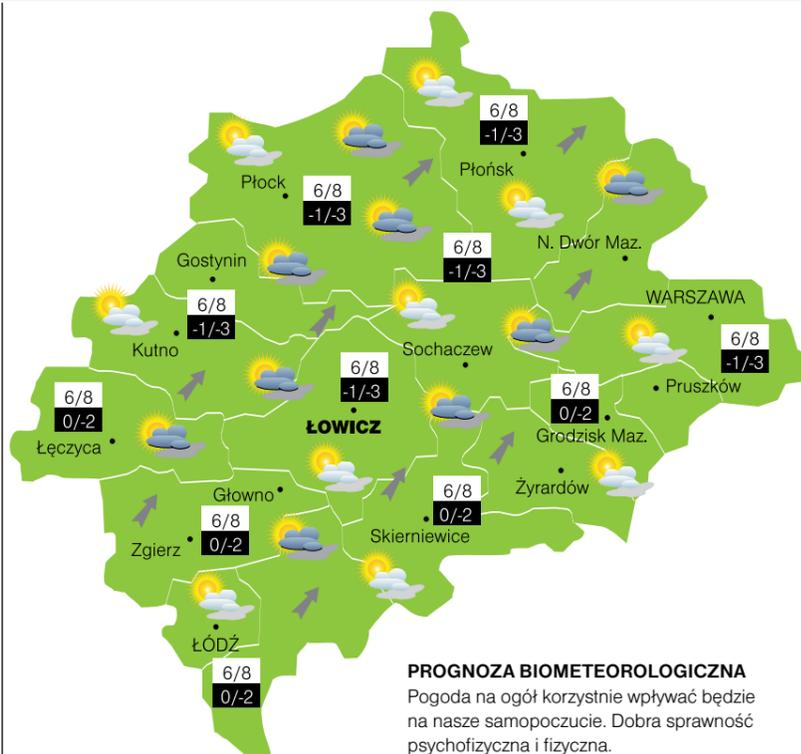 6/8
-1/-3
Płońsk
Płock
6/8
-1/-3
6/8
-1/-3
N. Dwór Maz.
Gostynin
6/8
-1/-3
Kutno
WARSZAWA
6/8
-1/-3
Pruszków
Sochaczew
6/8
-1/-3
ŁOWICZ
6/8
0/-2
Łęczyca
6/8
0/-2
Grodzisk Maz.
Żyrardów
Głowno
6/8
0/-2
Skierniewice
6/8
0/-2
Zgierz
ŁÓDŹ
6/8
0/-2
PROGNOZA BIOMETEOROLOGICZNA
Pogoda na ogół korzystnie wpływać będzie
na nasze samopoczucie. Dobra sprawność
psychofizyczna i fizyczna.